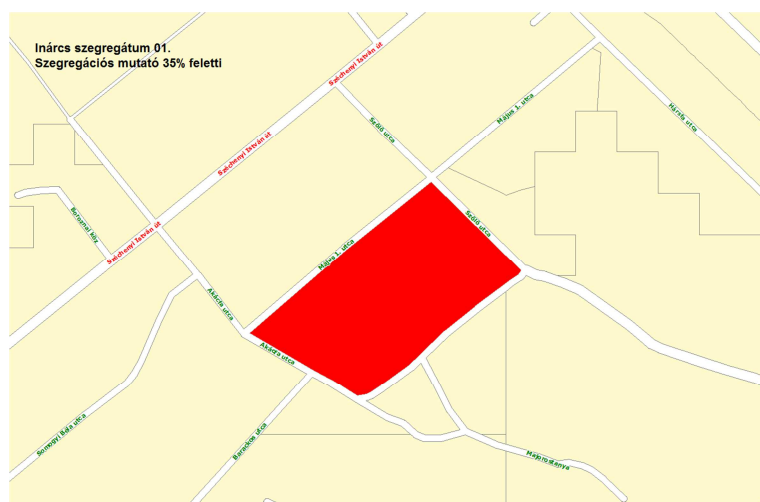 Inárcs szegregátum 01.
Szegregációs mutató 35% feletti
Széchenyi István út
Szőlő utca
Május 1. utca
Hársfa utca
Széchenyi István út
Széchenyi István út
Május 1. utca
Szőlő utca
Akácfa utca
Akácfa utca
Somogyi Béla utca
Barackos utca